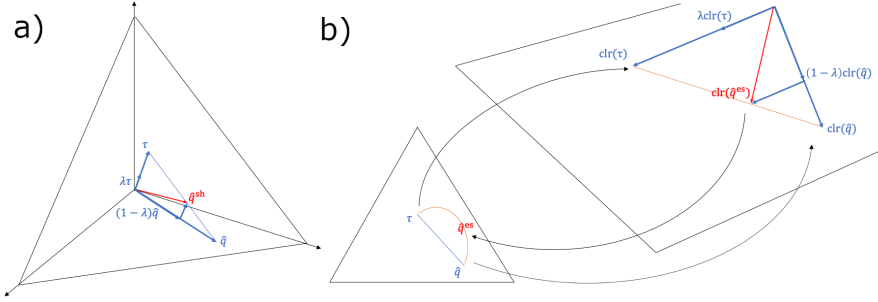 a)
τ
λτ
q̂ˢʰ
(1 − λ)q̂
q̂
b)
λclr(τ)
clr(τ)
(1 − λ)clr(q̂)
clr(q̂ᵉˢ)
clr(q̂)
τ
q̂ᵉˢ
q̂